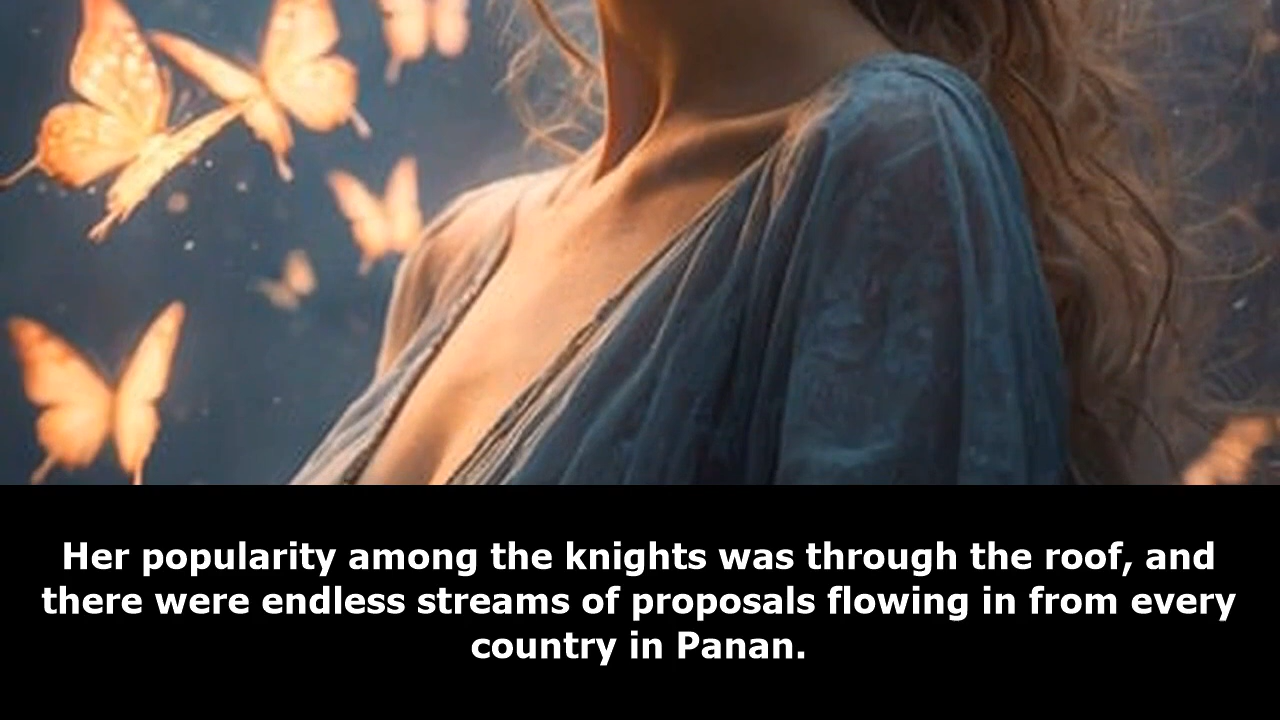 Her popularity among the knights was through the roof, and
there were endless streams of proposals flowing in from every
country in Panan.